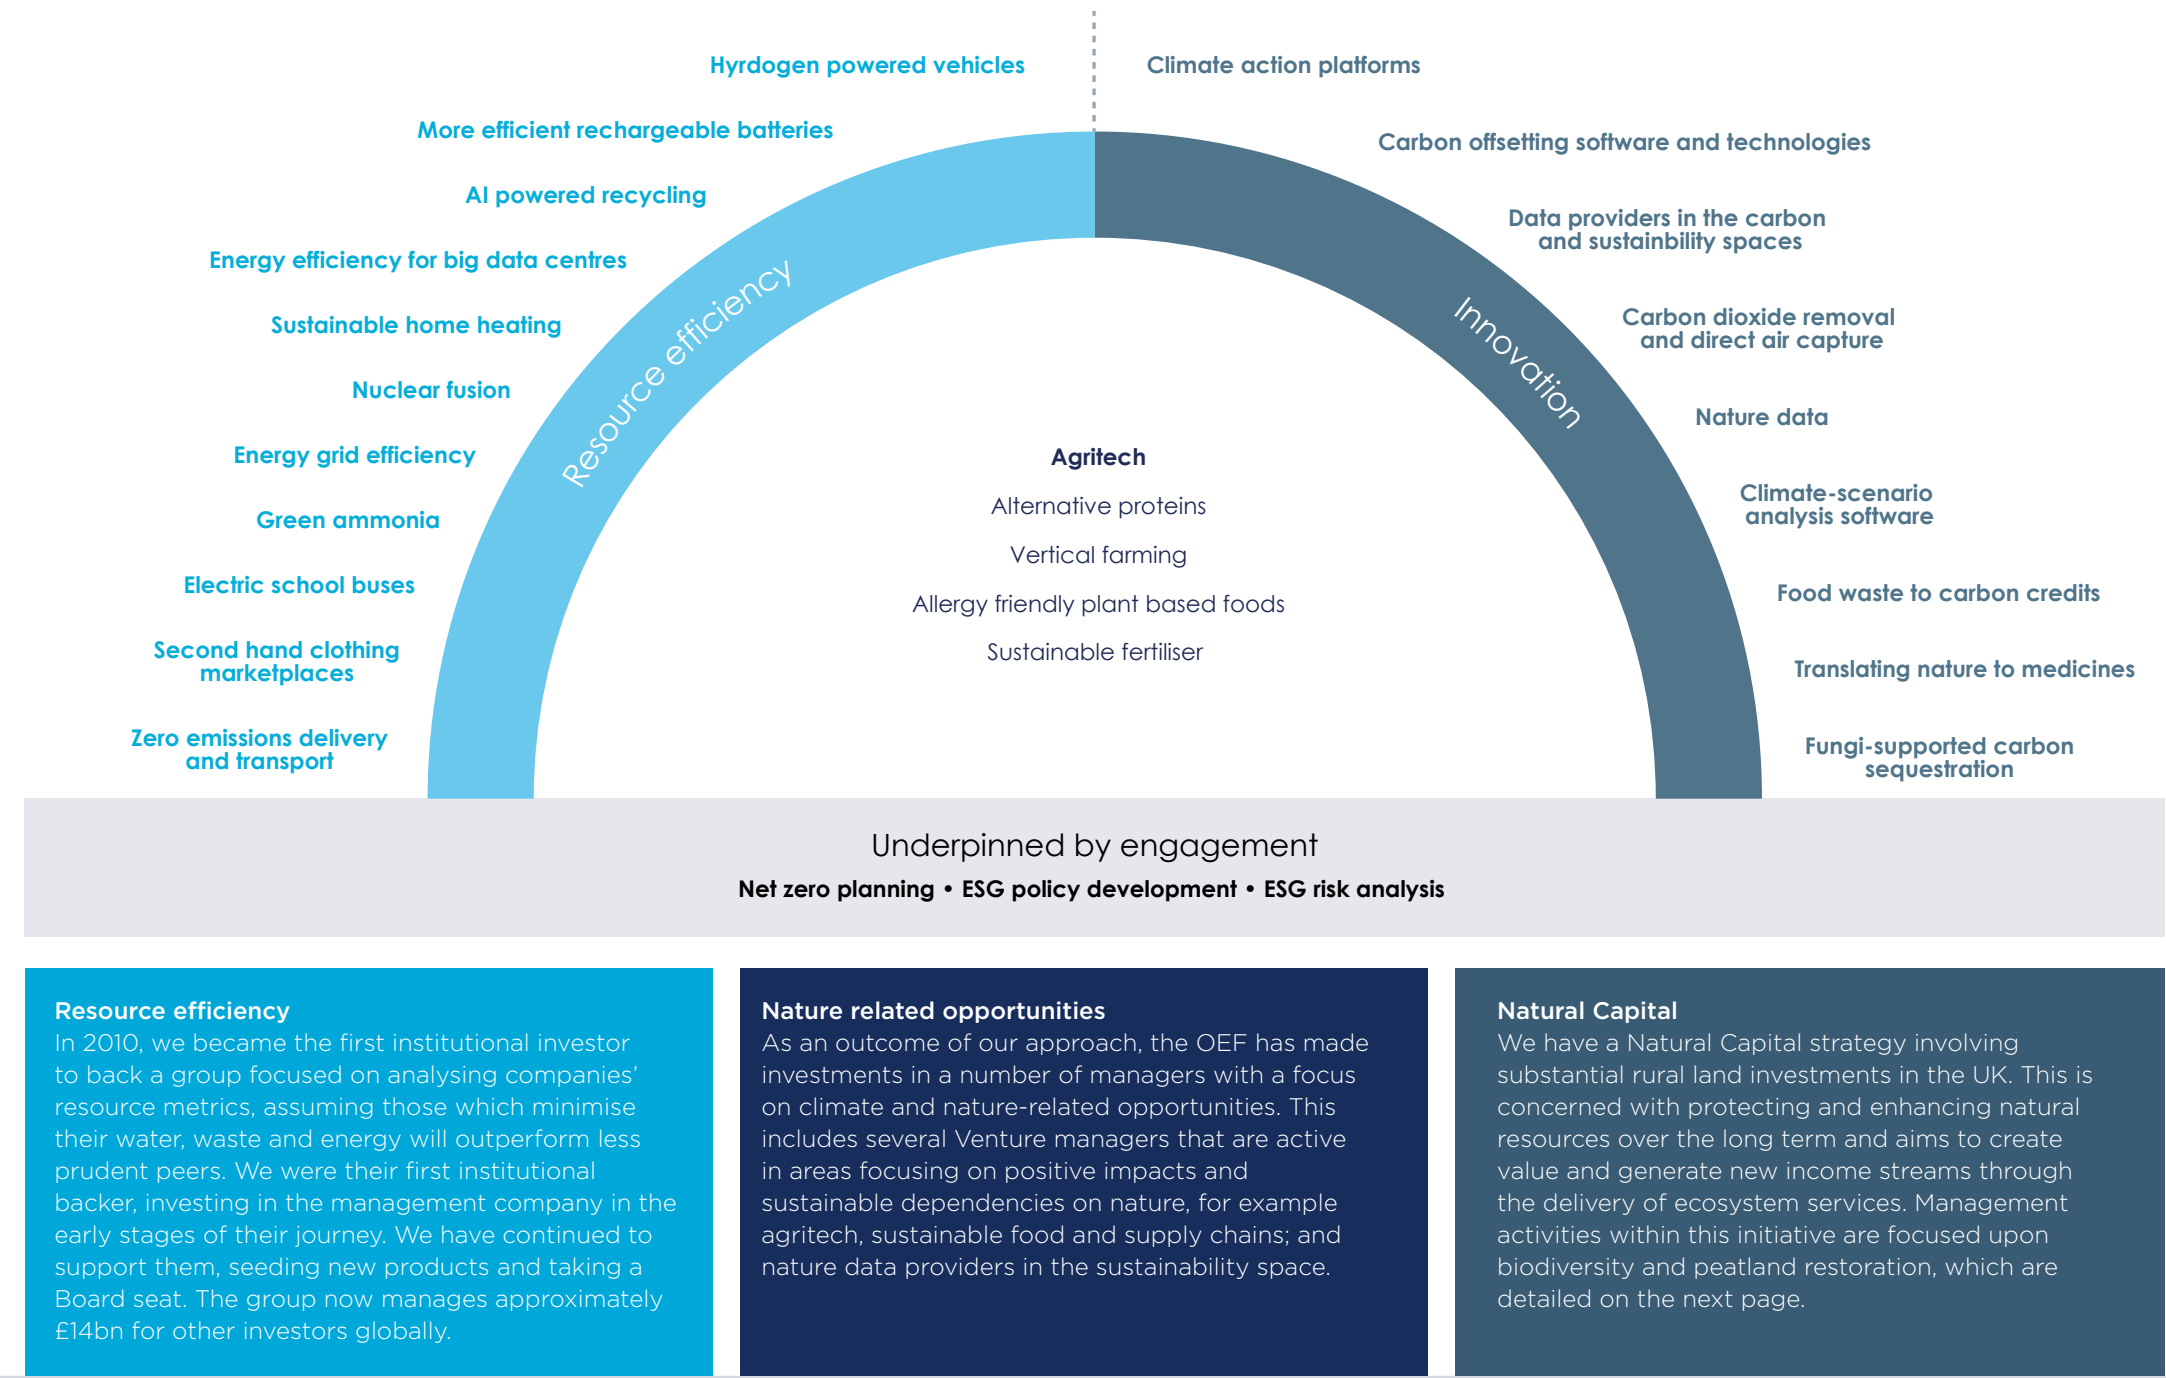 Hyrdogen powered vehicles
More efficient rechargeable batteries
AI powered recycling
Energy efficiency for big data centres
Sustainable home heating
Nuclear fusion
Energy grid efficiency
Green ammonia
Electric school buses
Second hand clothing
marketplaces
Zero emissions delivery
and transport
Resource efficiency
Climate action platforms
Carbon offsetting software and technologies
Data providers in the carbon
and sustainbility spaces
Carbon dioxide removal
and direct air capture
Nature data
Climate-scenario
analysis software
Food waste to carbon credits
Translating nature to medicines
Fungi-supported carbon
sequestration
Innovation
Agritech
Alternative proteins
Vertical farming
Allergy friendly plant based foods
Sustainable fertiliser
Underpinned by engagement
Net zero planning • ESG policy development • ESG risk analysis
Resource efficiency
In 2010, we became the first institutional investor
to back a group focused on analysing companies’
resource metrics, assuming those which minimise
their water, waste and energy will outperform less
prudent peers. We were their first institutional
backer, investing in the management company in the
early stages of their journey. We have continued to
support them, seeding new products and taking a
Board seat. The group now manages approximately
£14bn for other investors globally.
Nature related opportunities
As an outcome of our approach, the OEF has made
investments in a number of managers with a focus
on climate and nature-related opportunities. This
includes several Venture managers that are active
in areas focusing on positive impacts and
sustainable dependencies on nature, for example
agritech, sustainable food and supply chains; and
nature data providers in the sustainability space.
Natural Capital
We have a Natural Capital strategy involving
substantial rural land investments in the UK. This is
concerned with protecting and enhancing natural
resources over the long term and aims to create
value and generate new income streams through
the delivery of ecosystem services. Management
activities within this initiative are focused upon
biodiversity and peatland restoration, which are
detailed on the next page.